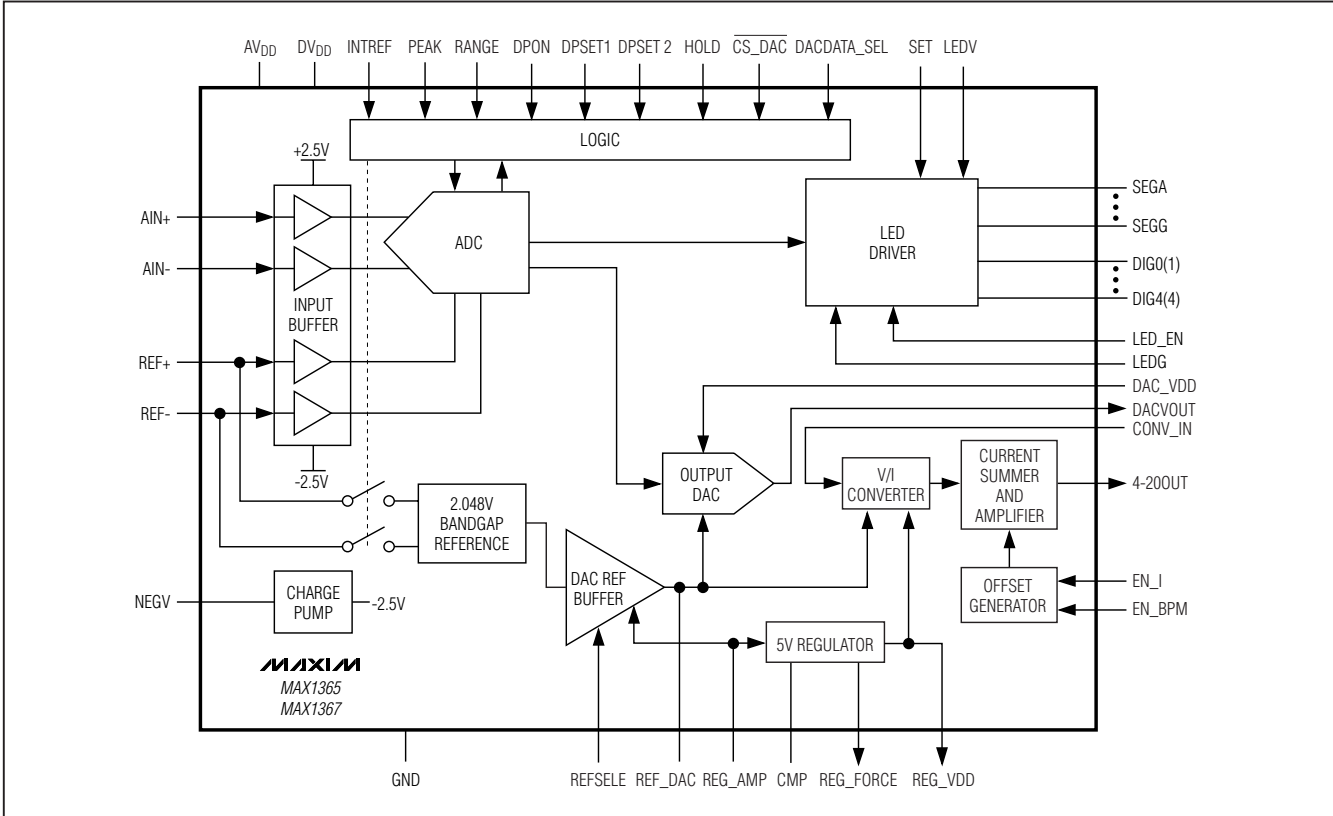 AVDD DVDD INTREF PEAK RANGE DPON DPSET1 DPSET 2 HOLD CS_DAC DACDATA_SEL SET LEDV
LOGIC
+2.5V
AIN+
AIN-
INPUT
BUFFER
REF+
REF-
-2.5V
ADC
LED
DRIVER
SEGA
SEGG
DIG0(1)
DIG4(4)
LED_EN
LEDG
DAC_VDD
DACVOUT
CONV_IN
4-20OUT
OUTPUT
DAC
V/I
CONVERTER
CURRENT
SUMMER
AND
AMPLIFIER
2.048V
BANDGAP
REFERENCE
DAC REF
BUFFER
OFFSET
GENERATOR
EN_I
EN_BPM
NEGV
CHARGE
PUMP
-2.5V
5V REGULATOR
MAXIM
MAX1365
MAX1367
GND
REFSELE REF_DAC REG_AMP CMP REG_FORCE REG_VDD